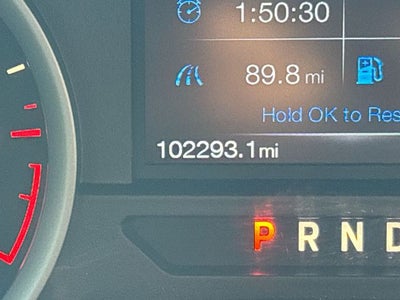 1:50:30
89.8 mi
Hold OK to Res
102293.1mi
P R N D